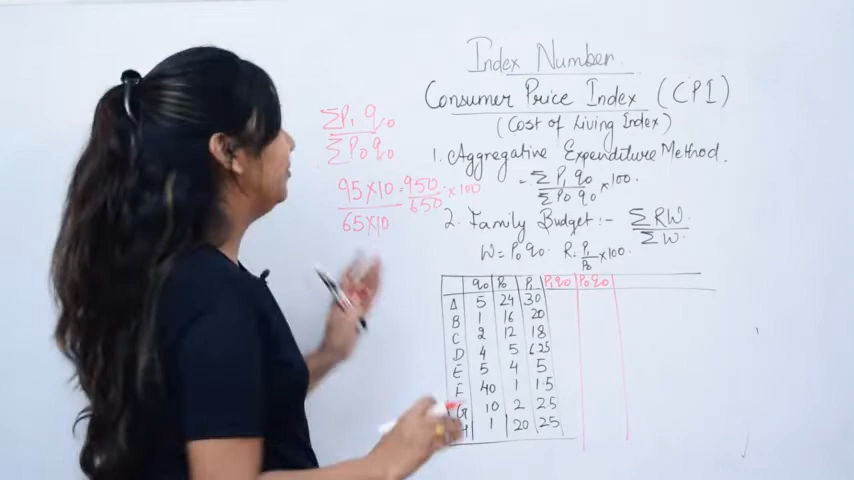 Index Number.
Consumer Price Index (CPI)
(Cost of Living Index)
1. Aggregative Expenditure Method.
= ΣP₁q₀ / ΣP₀q₀ × 100.
2. Family Budget:- ΣRW / ΣW.
W = P₀q₀. R = P₁ / P₀ × 100.
ΣP₁q₀
ΣP₀q₀
95×10 = 950 × 100
65×10 650
q₀ P₀ P₁ P₁q₀ P₀q₀
A 5 24 30
B 1 16 20
C 2 12 18
D 4 5
E 5 4 5
F 40 1 1.5
G 10 2 2.5
1 20 25